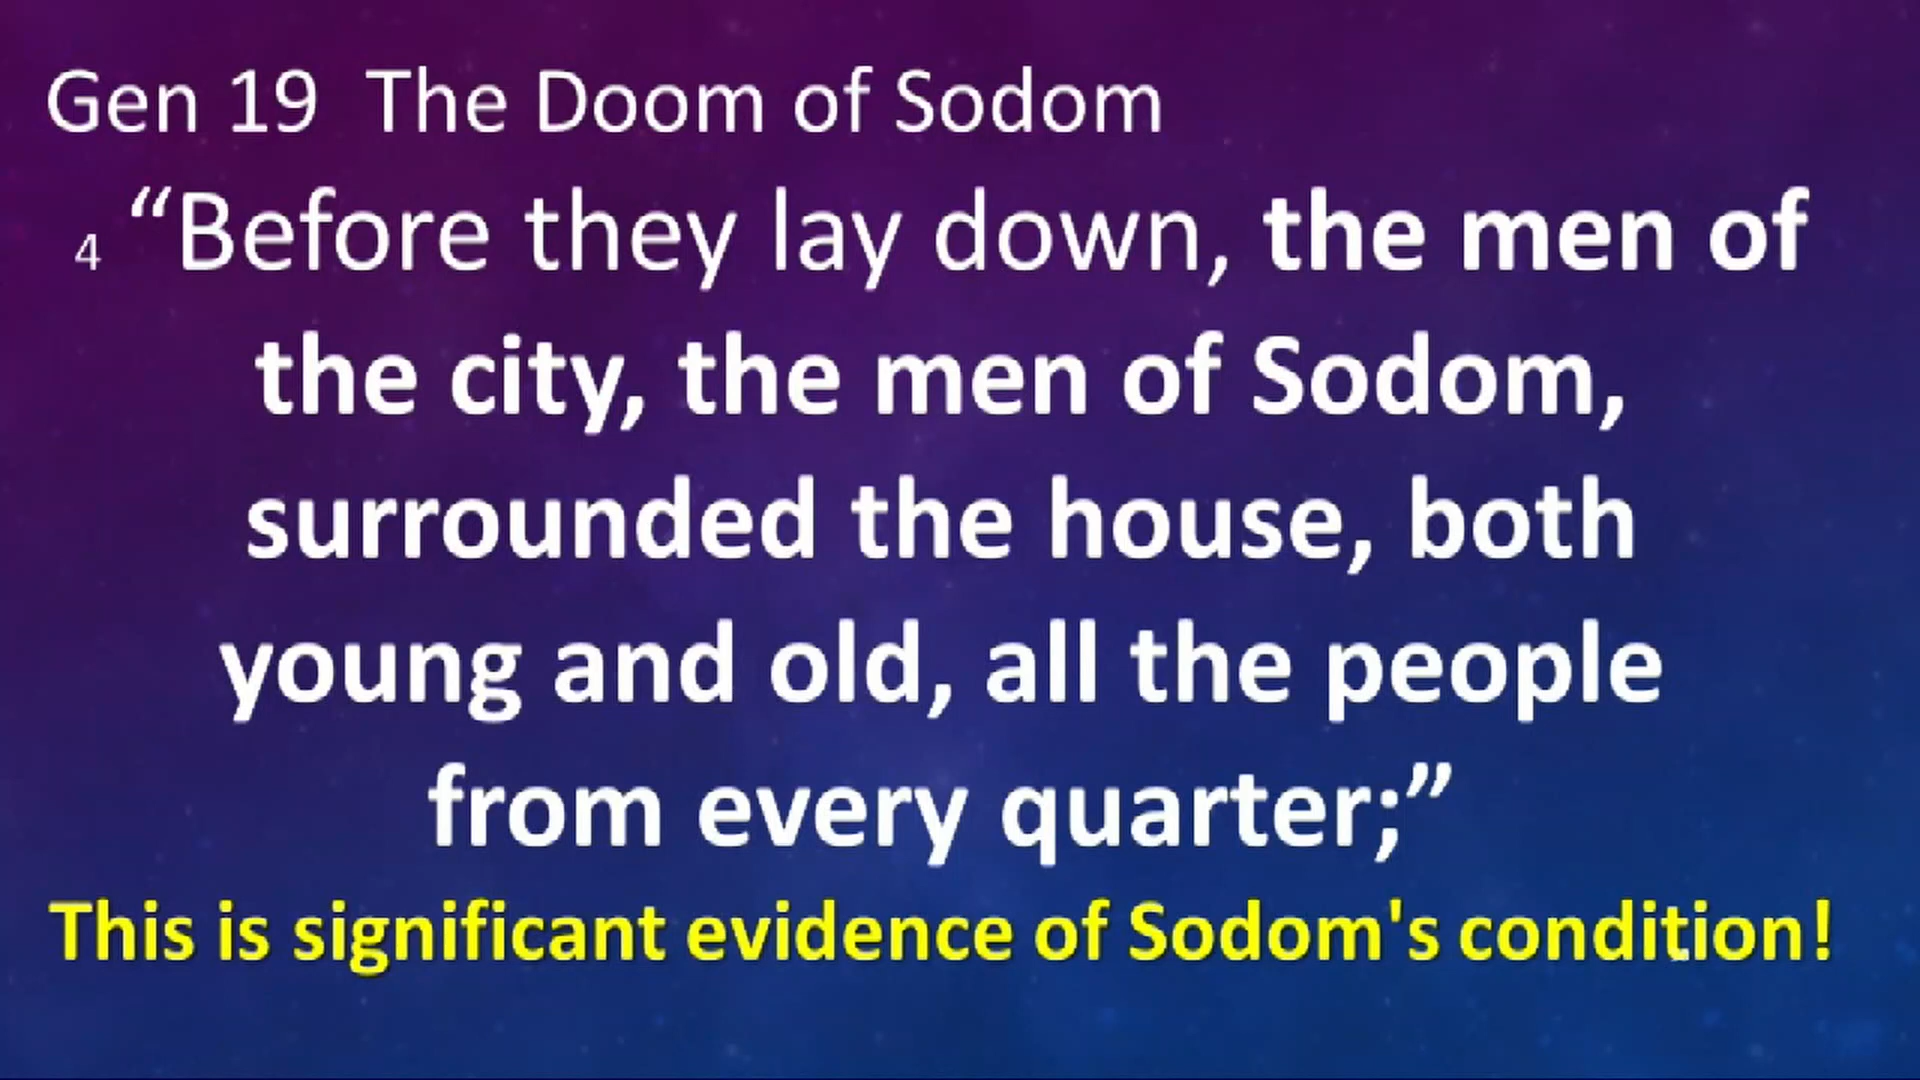 Gen 19 The Doom of Sodom
4 “Before they lay down, the men of
the city, the men of Sodom,
surrounded the house, both
young and old, all the people
from every quarter;”
This is significant evidence of Sodom's condition!